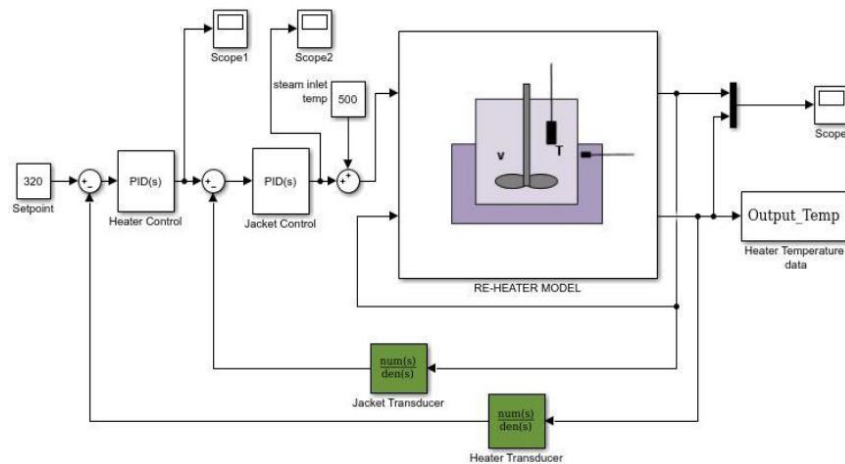 Scope1
Scope2
steam inlet
temp
500
320
Setpoint
PID(s)
Heater Control
PID(s)
Jacket Control
v
T
RE-HEATER MODEL
Scope
Output_Temp
Heater Temperature
data
num(s)
den(s)
Jacket Transducer
num(s)
den(s)
Heater Transducer